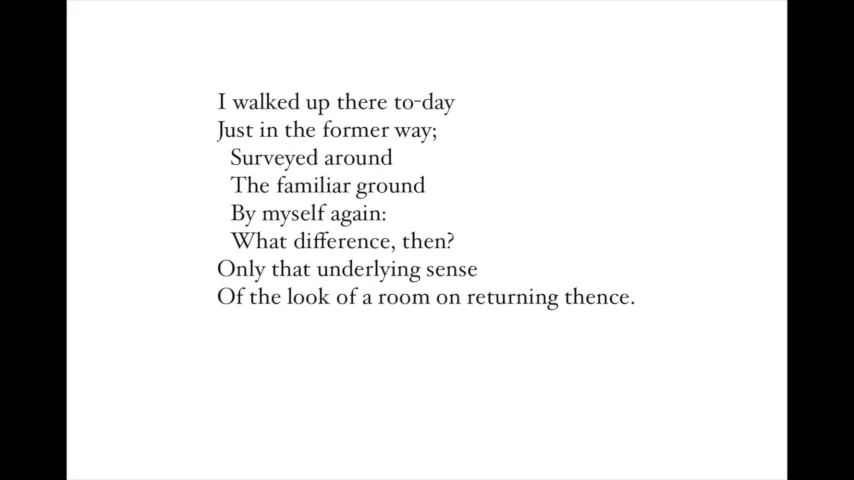 I walked up there to-day
Just in the former way;
Surveyed around
The familiar ground
By myself again:
What difference, then?
Only that underlying sense
Of the look of a room on returning thence.